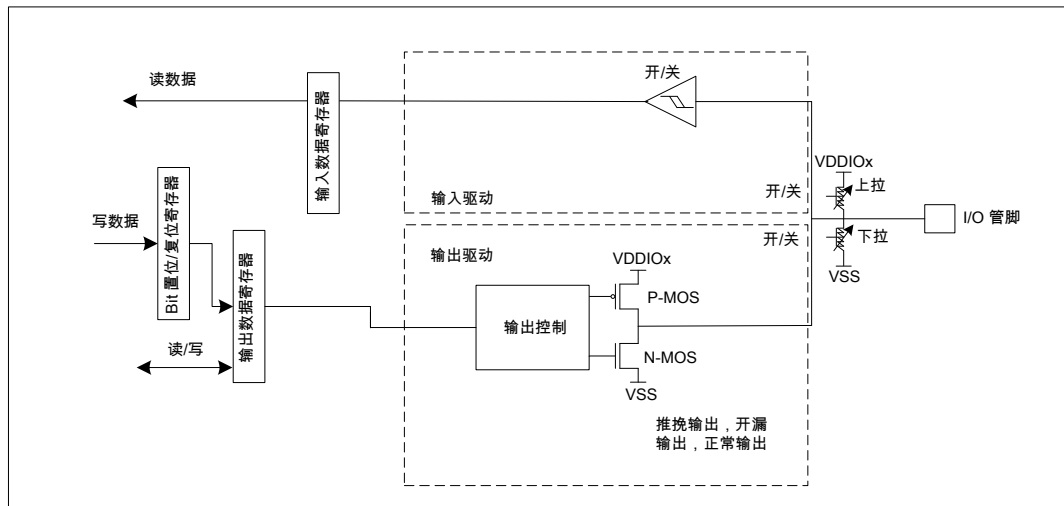 读数据
开/关
输入数据寄存器
VDDIOx
上拉
输入驱动
开/关
写数据
Bit 置位/复位寄存器
I/O 管脚
输出驱动
开/关
下拉
VSS
VDDIOx
输出数据寄存器
输出控制
P-MOS
读/写
N-MOS
VSS
推挽输出，开漏
输出，正常输出